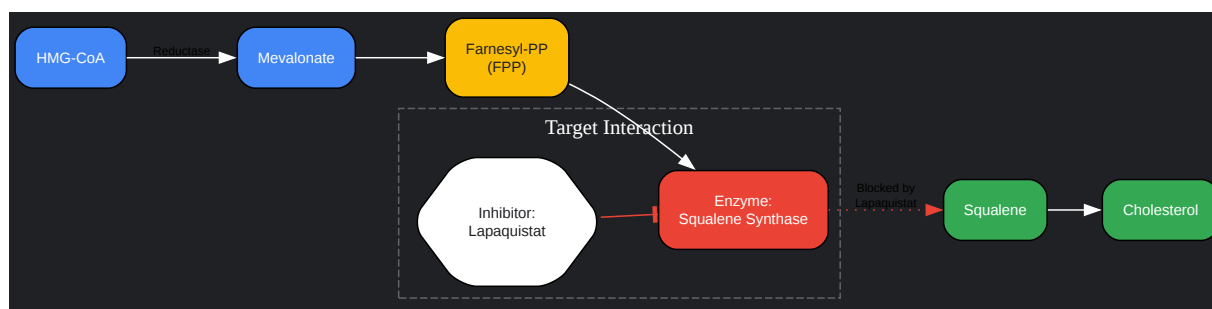 HMG-CoA
Reductase
Mevalonate
Farnesyl-PP
(FPP)
Target Interaction
Inhibitor:
Lapaquistat
Enzyme:
Squalene Synthase
Blocked by
Lapaquistat
Squalene
Cholesterol